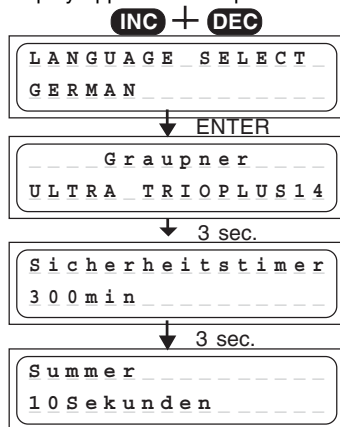 INC + DEC
LANGUAGE SELECT
GERMAN
ENTER
Graupner
ULTRA TRIOPLUS14
3 sec.
Sicherheitstimer
300min
3 sec.
Summer
10Sekunden